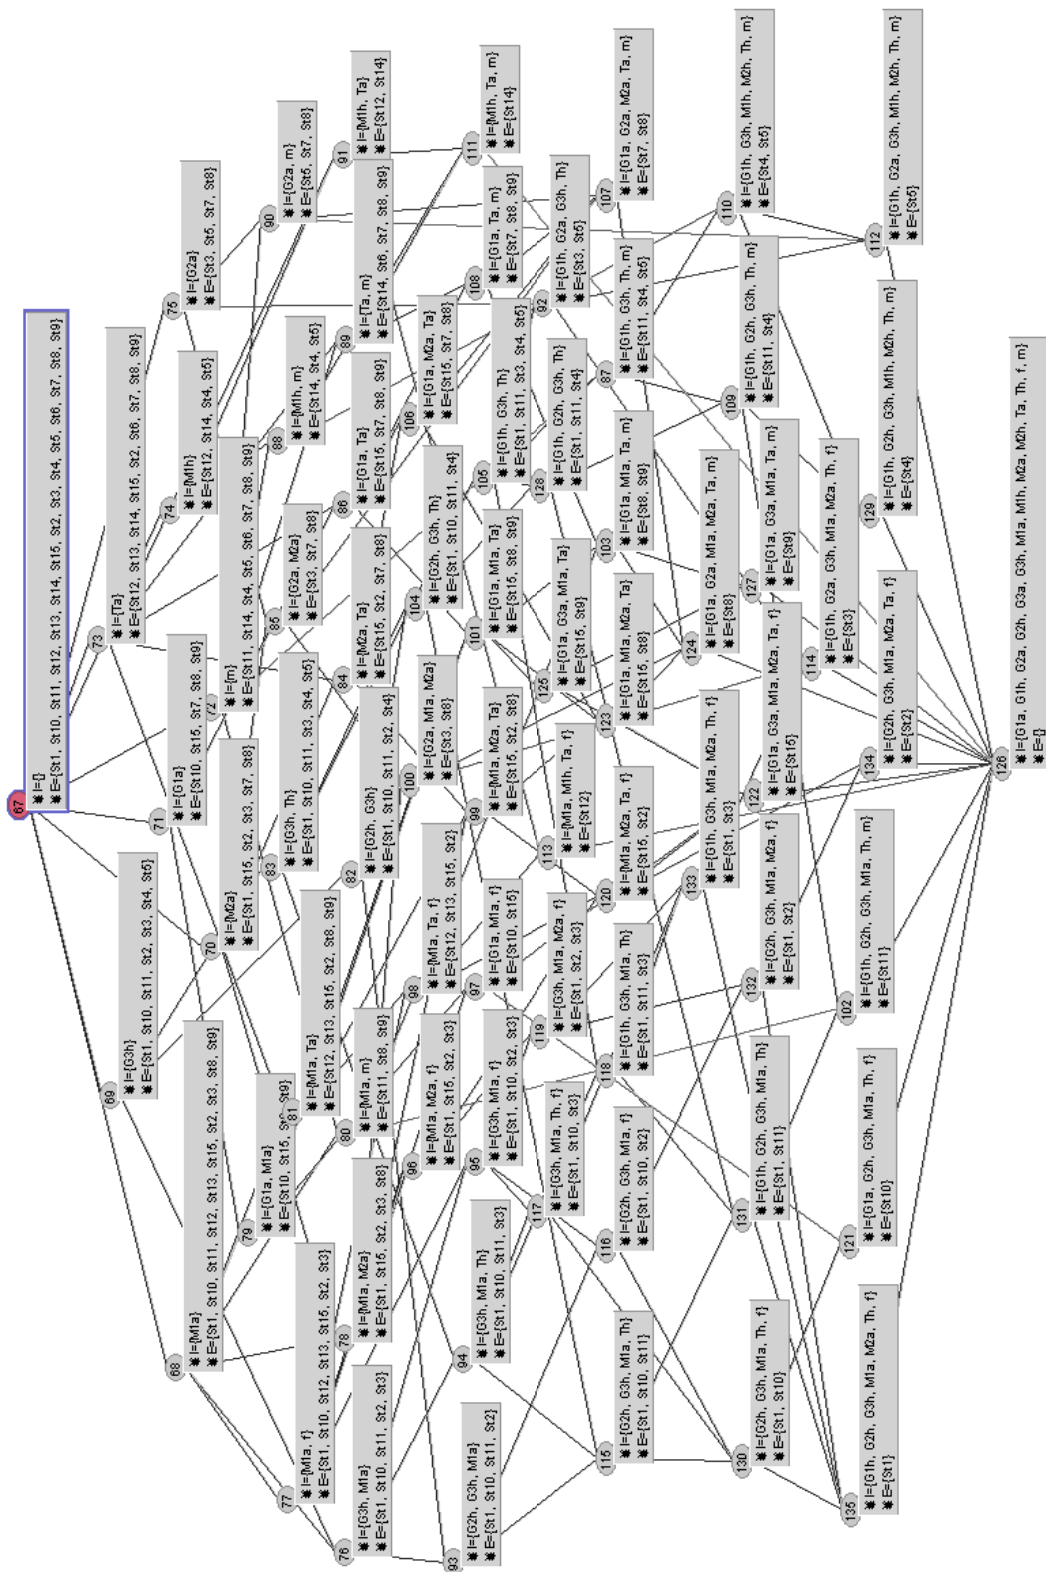 67
I={}
E={St1, St10, St11, St12, St13, St14, St15, St2, St3, St4, St5, St6, St7, St8, St9}
73
I={Ta}
E={St12, St13, St14, St15, St2, St6, St7, St8, St9}
69
I={G3h}
E={St1, St10, St11, St2, St3, St4, St5}
71
I={G1a}
E={St10, St15, St7, St8, St9}
74
I={M1h}
E={St12, St14, St4, St5}
75
I={G2a}
E={St3, St5, St7, St8}
68
I={M1a}
E={St1, St10, St11, St12, St13, St15, St2, St3, St8, St9}
70
I={M2a}
E={St1, St15, St2, St3, St7, St8}
72
I={m}
E={St11, St14, St4, St5, St6, St7, St8, St9}
79
I={G1a, M1a}
E={St10, St15, St8, St9}
83
I={G3h, Th}
E={St1, St10, St11, St3, St4, St5}
85
I={G2a, M2a}
E={St3, St7, St8}
88
I={M1h, m}
E={St14, St4, St5}
90
I={G2a, m}
E={St5, St7, St8}
77
I={M1a, f}
E={St1, St10, St12, St13, St15, St2, St3}
81
I={M1a, Ta}
E={St12, St13, St15, St2, St8, St9}
76
I={G3h, M1a}
E={St1, St10, St11, St2, St3}
78
I={M1a, M2a}
E={St1, St15, St2, St3, St8}
80
I={M1a, m}
E={St11, St8, St9}
82
I={G2h, G3h}
E={St1, St10, St11, St2, St4}
84
I={M2a, Ta}
E={St15, St2, St7, St8}
86
I={G1a, Ta}
E={St15, St7, St8, St9}
89
I={Ta, m}
E={St14, St6, St7, St8, St9}
91
I={M1h, Ta}
E={St12, St14}
96
I={M1a, M2a, f}
E={St1, St15, St2, St3}
98
I={M1a, Ta, f}
E={St12, St13, St15, St2}
100
I={G2a, M1a, M2a}
E={St3, St8}
104
I={G2h, G3h, Th}
E={St1, St10, St11, St4}
106
I={G1a, M2a, Ta}
E={St15, St7, St8}
93
I={G2h, G3h, M1a}
E={St1, St10, St11, St2}
94
I={G3h, M1a, Th}
E={St1, St10, St11, St3}
95
I={G3h, M1a, f}
E={St1, St10, St2, St3}
97
I={G1a, M1a, f}
E={St10, St15}
99
I={M1a, M2a, Ta}
E={St15, St2, St8}
101
I={G1a, M1a, Ta}
E={St15, St8, St9}
105
I={G1h, G3h, Th}
E={St1, St11, St3, St4, St5}
108
I={G1a, Ta, m}
E={St7, St8, St9}
111
I={M1h, Ta, m}
E={St14}
117
I={G3h, M1a, Th, f}
E={St1, St10, St3}
119
I={G3h, M1a, M2a, f}
E={St1, St2, St3}
113
I={M1a, M1h, Ta, f}
E={St12}
125
I={G1a, G3a, M1a, Ta}
E={St15, St9}
128
I={G1h, G2h, G3h, Th}
E={St1, St11, St4}
92
I={G1h, G2a, G3h, Th}
E={St3, St5}
115
I={G2h, G3h, M1a, Th}
E={St1, St10, St11}
116
I={G2h, G3h, M1a, f}
E={St1, St10, St2}
118
I={G1h, G3h, M1a, Th}
E={St1, St11, St3}
120
I={M1a, M2a, Ta, f}
E={St15, St2}
123
I={G1a, M1a, M2a, Ta}
E={St15, St8}
103
I={G1a, M1a, Ta, m}
E={St8, St9}
87
I={G1h, G3h, Th, m}
E={St11, St4, St5}
107
I={G1a, G2a, M2a, Ta, m}
E={St7, St8}
133
I={G1h, G3h, M1a, M2a, Th, f}
E={St1, St3}
124
I={G1a, G2a, M1a, M2a, Ta, m}
E={St8}
130
I={G2h, G3h, M1a, Th, f}
E={St1, St10}
131
I={G1h, G2h, G3h, M1a, Th}
E={St1, St11}
132
I={G2h, G3h, M1a, M2a, f}
E={St1, St2}
122
I={G1a, G3a, M1a, M2a, Ta, f}
E={St15}
127
I={G1a, G3a, M1a, Ta, m}
E={St9}
109
I={G1h, G2h, G3h, Th, m}
E={St11, St4}
110
I={G1h, G3h, M1h, M2h, Th, m}
E={St4, St5}
114
I={G1h, G2a, G3h, M1a, M2a, Th, f}
E={St3}
135
I={G1h, G2h, G3h, M1a, M2a, Th, f}
E={St1}
121
I={G1a, G2h, G3h, M1a, Th, f}
E={St10}
102
I={G1h, G2h, G3h, M1a, Th, m}
E={St11}
134
I={G2h, G3h, M1a, M2a, Ta, f}
E={St2}
129
I={G1h, G2h, G3h, M1h, M2h, Th, m}
E={St4}
112
I={G1h, G2a, G3h, M1h, M2h, Th, m}
E={St5}
126
I={G1a, G1h, G2a, G2h, G3a, G3h, M1a, M1h, M2a, M2h, Ta, Th, f, m}
E={}